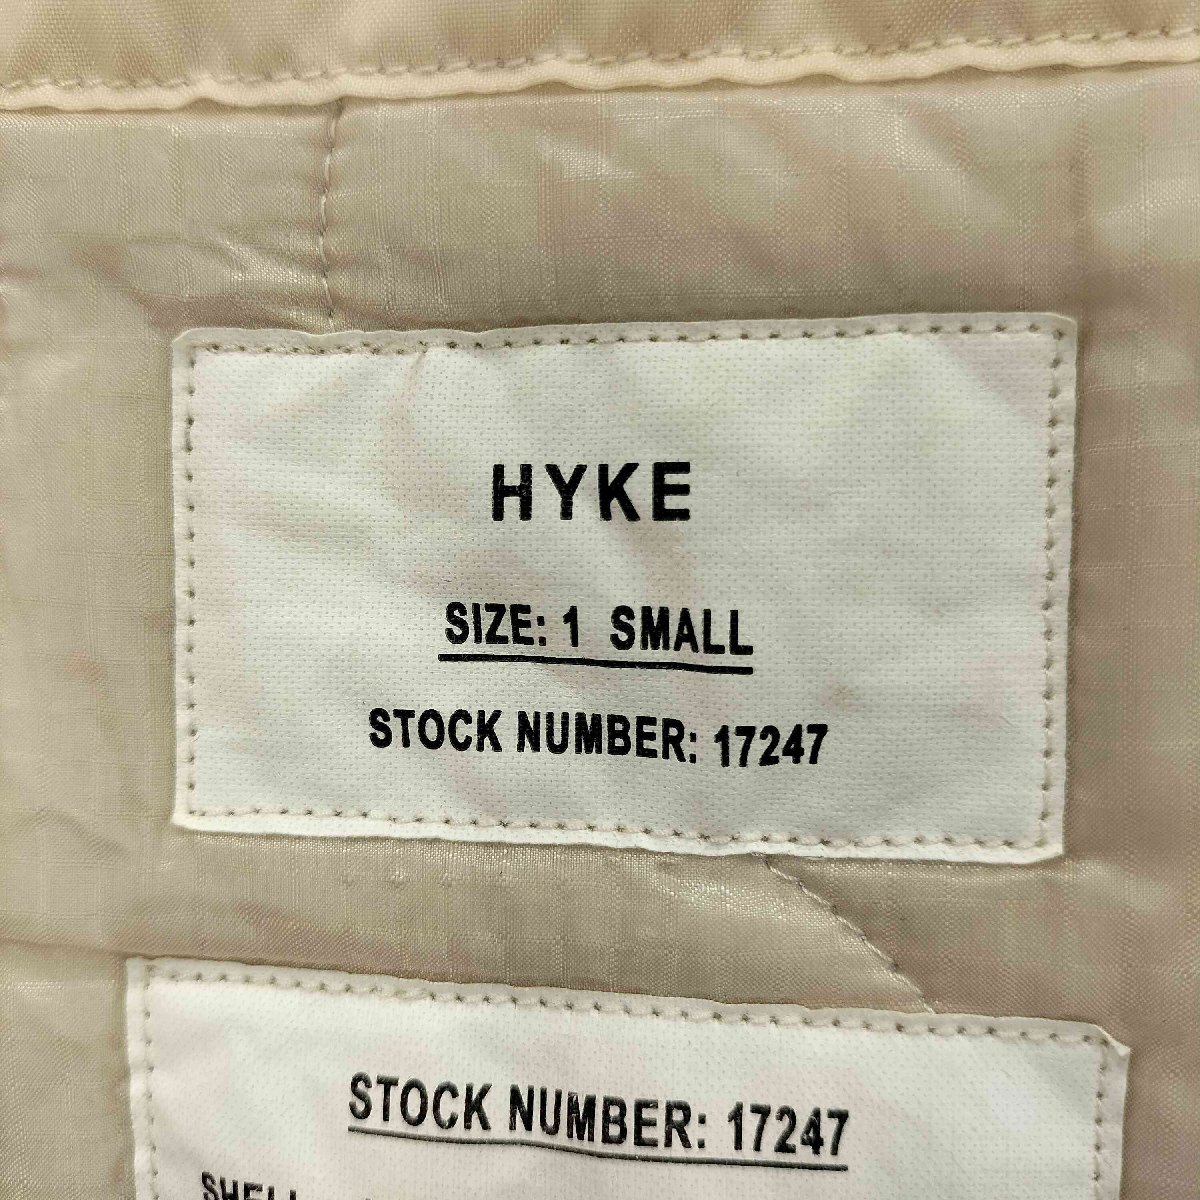 HYKE
SIZE: 1 SMALL
STOCK NUMBER: 17247
STOCK NUMBER: 17247